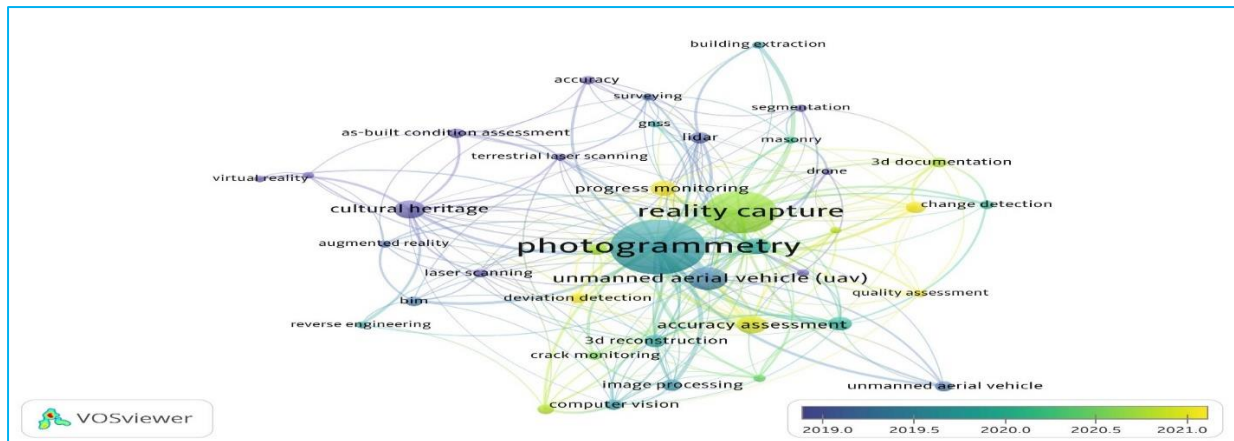 building extraction
accuracy
surveying
segmentation
gnss
as-built condition assessment
lidar
masonry
terrestrial laser scanning
3d documentation
drone
virtual reality
progress monitoring
cultural heritage
reality capture
change detection
augmented reality
photogrammetry
laser scanning
unmanned aerial vehicle (uav)
bim
deviation detection
quality assessment
reverse engineering
accuracy assessment
3d reconstruction
crack monitoring
image processing
unmanned aerial vehicle
computer vision
VOSviewer
2019.0 2019.5 2020.0 2020.5 2021.0